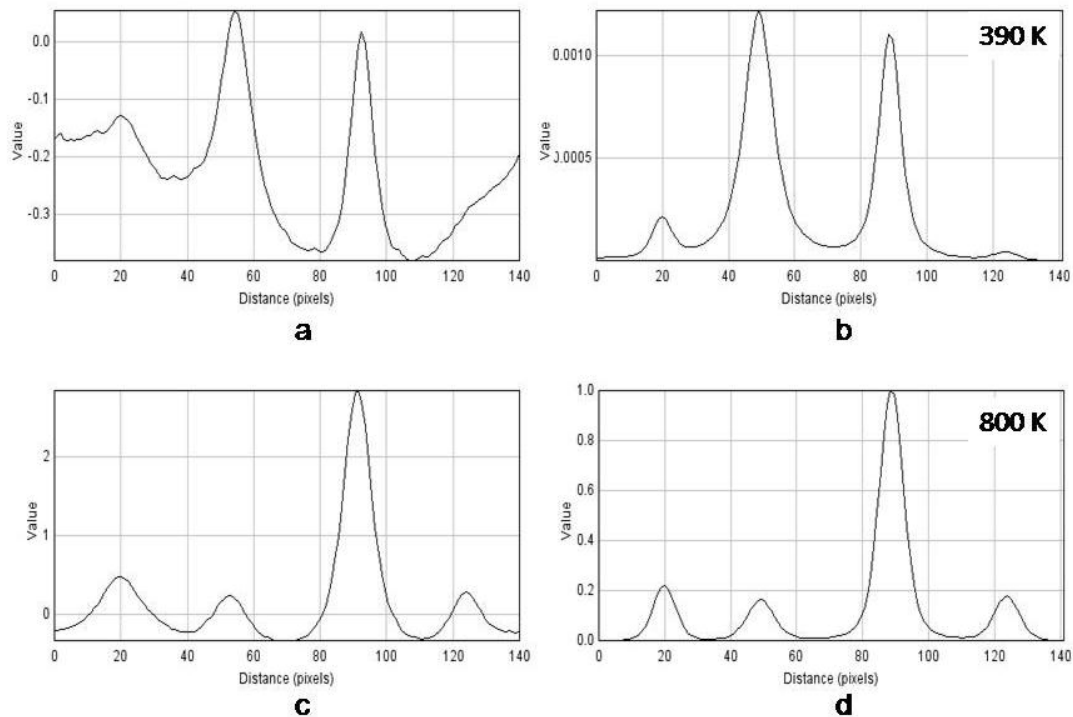 0.0
-0.1
-0.2
-0.3
Value
0 20 40 60 80 100 120 140
Distance (pixels)
a
390 K
0.0010
0.0005
Value
0 20 40 60 80 100 120 140
Distance (pixels)
b
2
1
0
Value
0 20 40 60 80 100 120 140
Distance (pixels)
c
800 K
1.0
0.8
0.6
0.4
0.2
0.0
Value
0 20 40 60 80 100 120 140
Distance (pixels)
d